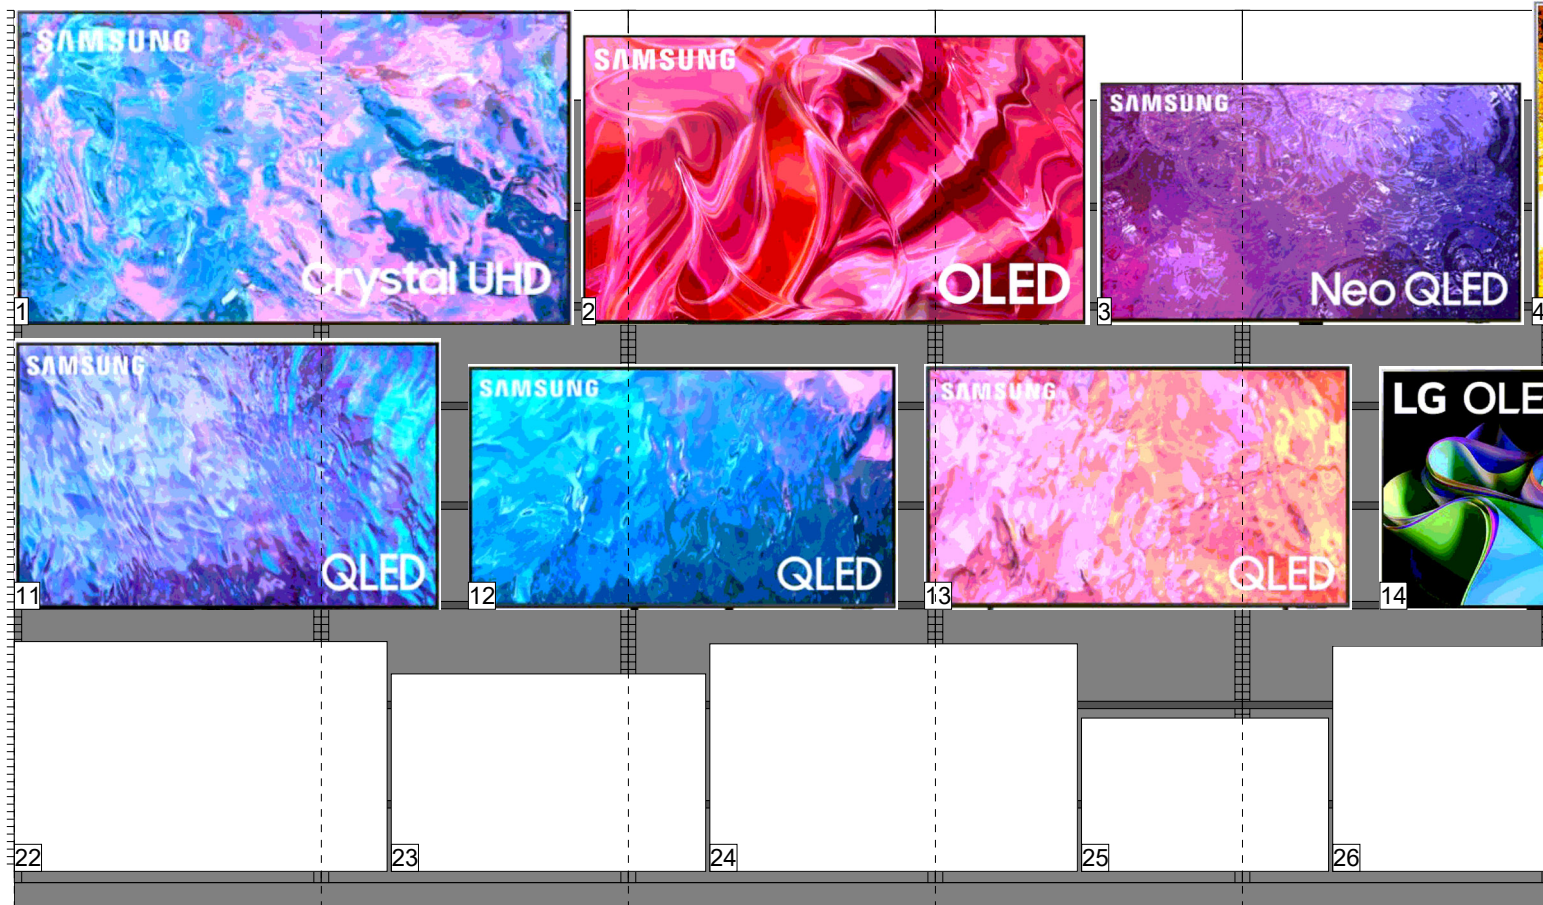 SAMSUNG
Crystal UHD
1
SAMSUNG
OLED
2
SAMSUNG
Neo QLED
3
4
SAMSUNG
QLED
11
SAMSUNG
QLED
12
SAMSUNG
QLED
13
LG OLE
14
22
23
24
25
26